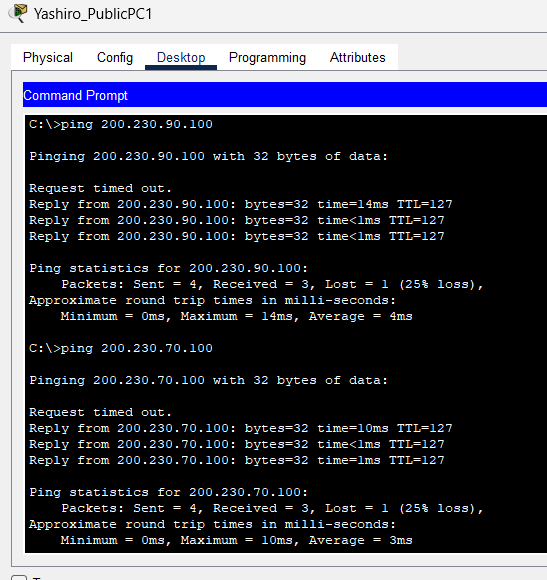 Yashiro_PublicPC1
Physical Config Desktop Programming Attributes
Command Prompt
C:\>ping 200.230.90.100
Pinging 200.230.90.100 with 32 bytes of data:
Request timed out.
Reply from 200.230.90.100: bytes=32 time=14ms TTL=127
Reply from 200.230.90.100: bytes=32 time<1ms TTL=127
Reply from 200.230.90.100: bytes=32 time<1ms TTL=127
Ping statistics for 200.230.90.100:
Packets: Sent = 4, Received = 3, Lost = 1 (25% loss),
Approximate round trip times in milli-seconds:
Minimum = 0ms, Maximum = 14ms, Average = 4ms
C:\>ping 200.230.70.100
Pinging 200.230.70.100 with 32 bytes of data:
Request timed out.
Reply from 200.230.70.100: bytes=32 time=10ms TTL=127
Reply from 200.230.70.100: bytes=32 time<1ms TTL=127
Reply from 200.230.70.100: bytes=32 time=1ms TTL=127
Ping statistics for 200.230.70.100:
Packets: Sent = 4, Received = 3, Lost = 1 (25% loss),
Approximate round trip times in milli-seconds:
Minimum = 0ms, Maximum = 10ms, Average = 3ms